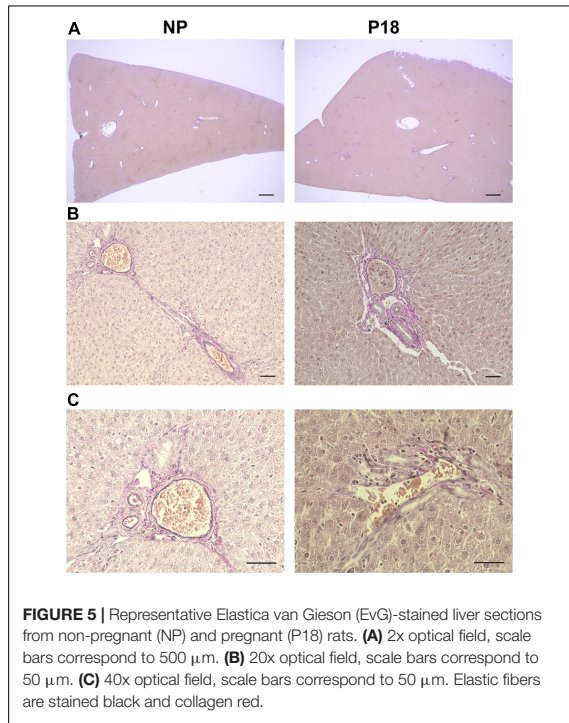 A
NP
P18
B
C
FIGURE 5 | Representative Elastica van Gieson (EvG)-stained liver sections
from non-pregnant (NP) and pregnant (P18) rats. (A) 2x optical field, scale
bars correspond to 500 μm. (B) 20x optical field, scale bars correspond to
50 μm. (C) 40x optical field, scale bars correspond to 50 μm. Elastic fibers
are stained black and collagen red.